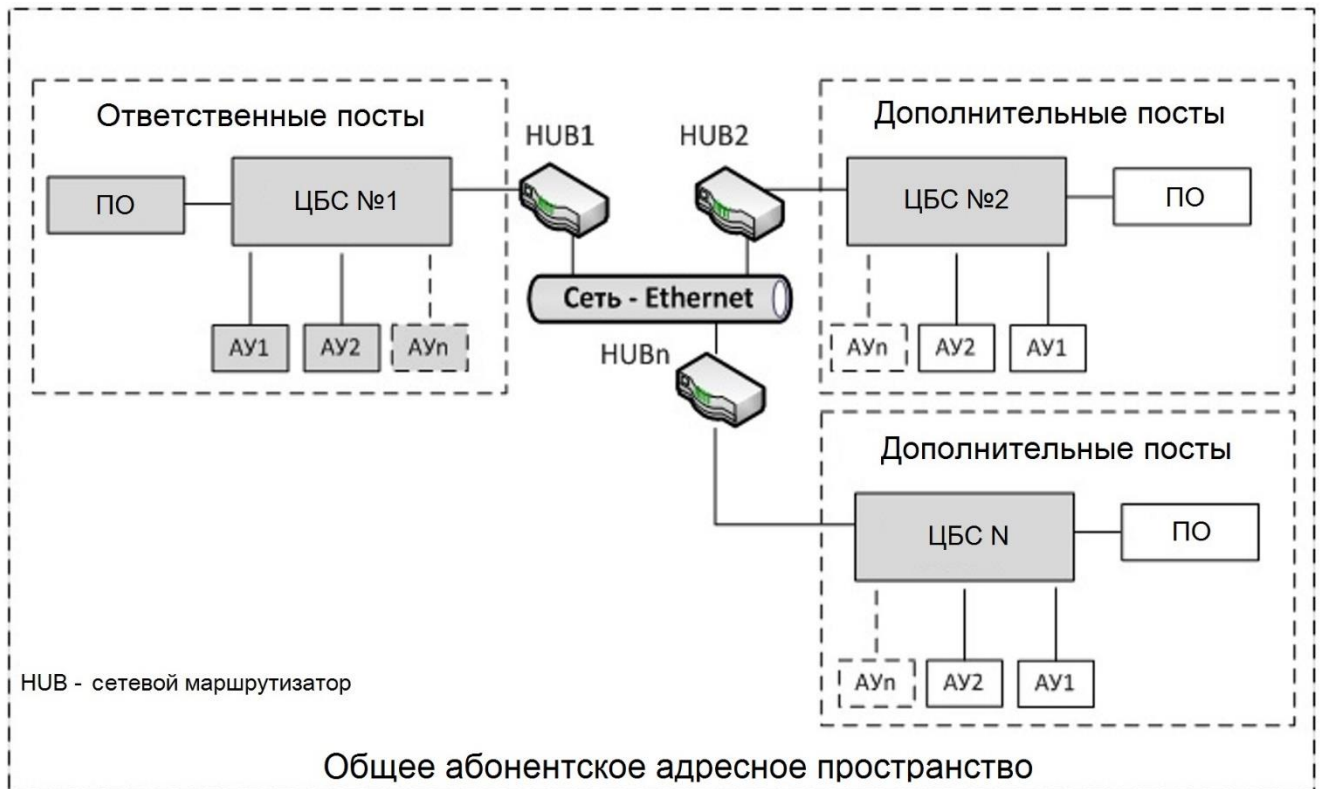 Ответственные посты
ПО
ЦБС №1
АУ1
АУ2
АУn
HUB1
HUB2
Сеть - Ethernet
HUBn
Дополнительные посты
ЦБС №2
ПО
АУn
АУ2
АУ1
Дополнительные посты
ЦБС N
ПО
АУn
АУ2
АУ1
HUB - сетевой маршрутизатор
Общее абонентское адресное пространство